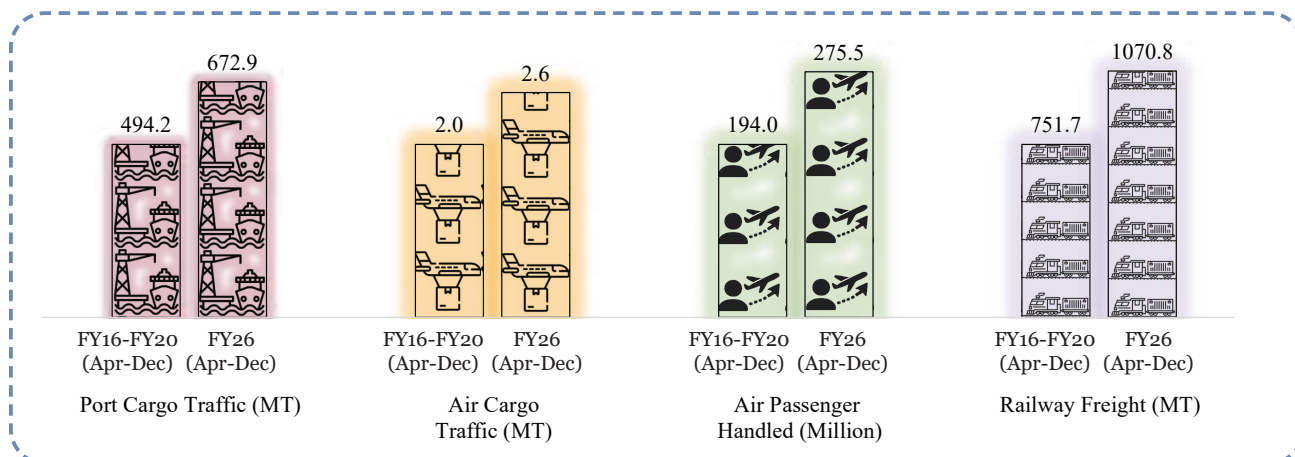 494.2
672.9
FY16-FY20
(Apr-Dec)
FY26
(Apr-Dec)
Port Cargo Traffic (MT)
2.0
2.6
FY16-FY20
(Apr-Dec)
FY26
(Apr-Dec)
Air Cargo
Traffic (MT)
194.0
275.5
FY16-FY20
(Apr-Dec)
FY26
(Apr-Dec)
Air Passenger
Handled (Million)
751.7
1070.8
FY16-FY20
(Apr-Dec)
FY26
(Apr-Dec)
Railway Freight (MT)